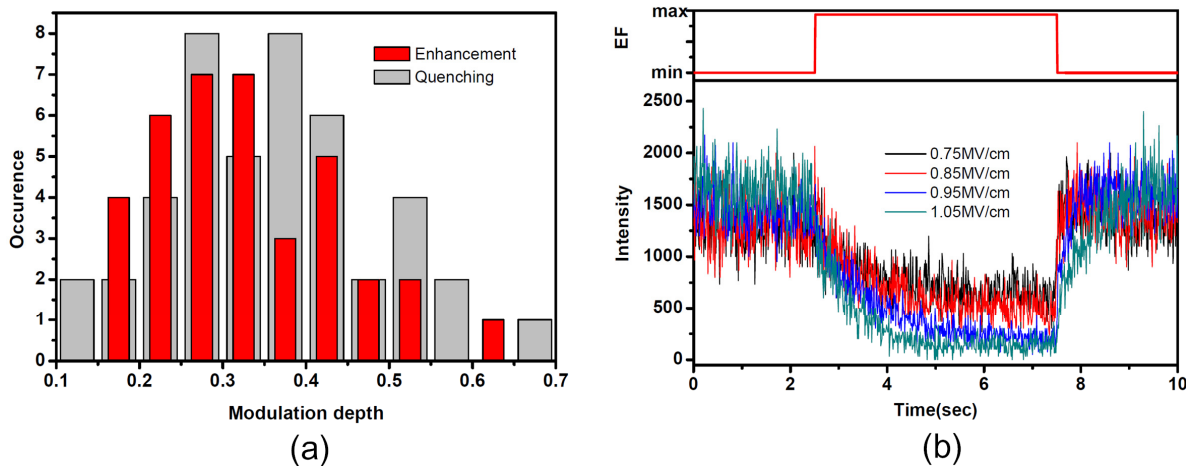 8
7
6
5
4
3
2
1
0
Occurence
Enhancement
Quenching
0.1 0.2 0.3 0.4 0.5 0.6 0.7
Modulation depth
(a)
max
min
EF
2500
2000
1500
1000
500
0
Intensity
0.75MV/cm
0.85MV/cm
0.95MV/cm
1.05MV/cm
0 2 4 6 8 10
Time(sec)
(b)